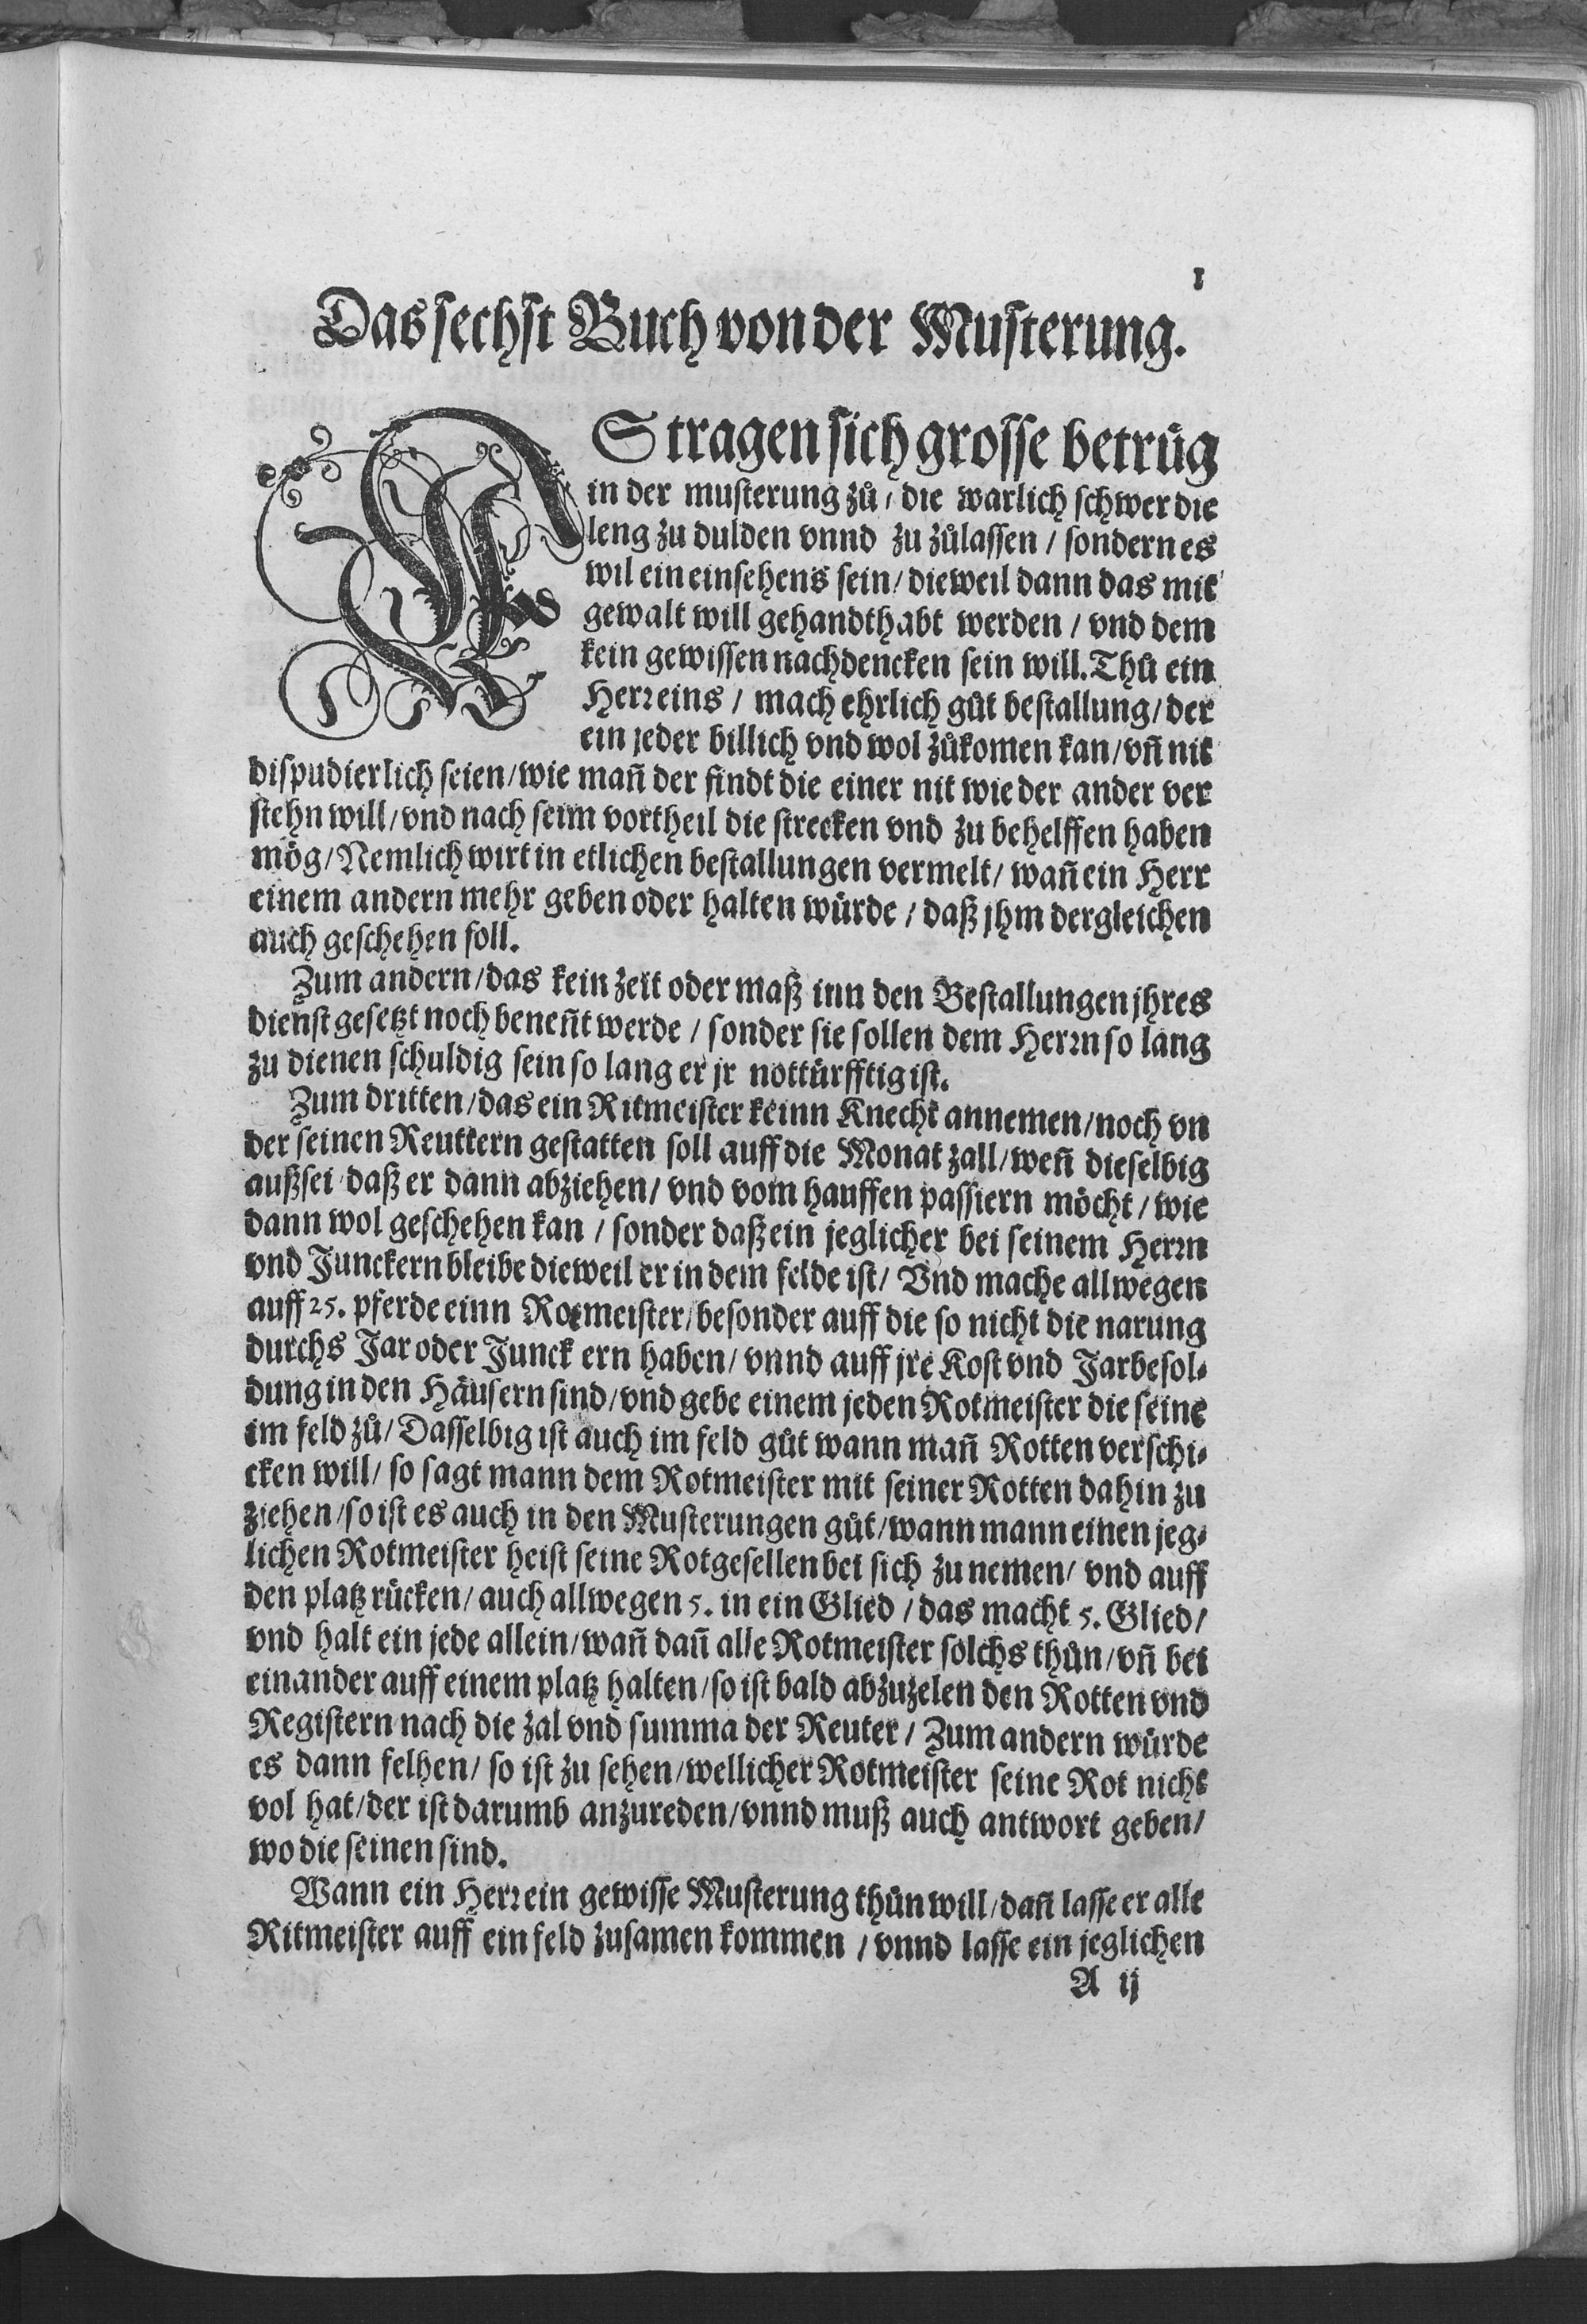 1
Das sechst Buch von der Musterung.
ES tragen sich grosse betrüg
in der musterung zů / die warlich schwer die
leng zu dulden vnnd zu zůlassen / sondern es
wil ein einsehens sein / dieweil dann das mit
gewalt will gehandthabt werden / vnd dem
kein gewissen nachdencken sein will. Thů ein
Herr eins / mach ehrlich gůt bestallung / der
ein jeder billich vnd wol zůkomen kan / vñ nit
dispudierlich seien / wie mañ der findt die einer nit wie der ander ver
stehn will / vnd nach seim vortheil die strecken vnd zu behelffen haben
mög / Nemlich wirt in etlichen bestallungen vermelt / wañ ein Herr
einem andern mehr geben oder halten würde / daß jhm dergleichen
auch geschehen soll.
Zum andern / das kein zeit oder maß inn den Bestallungen jhres
dienst gesetzt noch beneñt werde / sonder sie sollen dem Herrn so lang
zu dienen schuldig sein so lang er jr nottürfftig ist.
Zum dritten / das ein Ritmeister keinn Knecht annemen / noch vn
der seinen Reuttern gestatten soll auff die Monat zall / weñ dieselbig
auß sei / daß er dann abziehen / vnd vom hauffen passiern möcht / wie
dann wol geschehen kan / sonder daß ein jeglicher bei seinem Herrn
vnd Junckern bleibe dieweil er in dem felde ist / Vnd mache allwegen
auff 25. pferde einn Rotmeister / besonder auff die so nicht die narung
durchs Jar oder Junck ern haben / vnnd auff jre Kost vnd Jarbesol⸗
dung in den Häusern sind / vnd gebe einem jeden Rotmeister die seine
im feld zů / Dasselbig ist auch im feld gůt wann mañ Rotten verschi⸗
cken will / so sagt mann dem Rotmeister mit seiner Rotten dahin zu
ziehen / so ist es auch in den Musterungen gůt / wann mann einen jeg⸗
lichen Rotmeister heist seine Rotgesellen bei sich zu nemen / vnd auff
den platz rücken / auch allwegen 5. in ein Glied / das macht 5. Glied /
vnd halt ein jede allein / wañ dañ alle Rotmeister solchs thůn / vñ bei
einander auff einem platz halten / so ist bald abzuzelen den Rotten vnd
Registern nach die zal vnd summa der Reuter / Zum andern würde
es dann felhen / so ist zu sehen / wellicher Rotmeister seine Rot nicht
vol hat / der ist darumb anzureden / vnnd muß auch antwort geben /
wo die seinen sind.
Wann ein Herr ein gewisse Musterung thůn will / dañ lasse er alle
Ritmeister auff ein feld zusamen kommen / vnnd lasse ein jeglichen
A ij